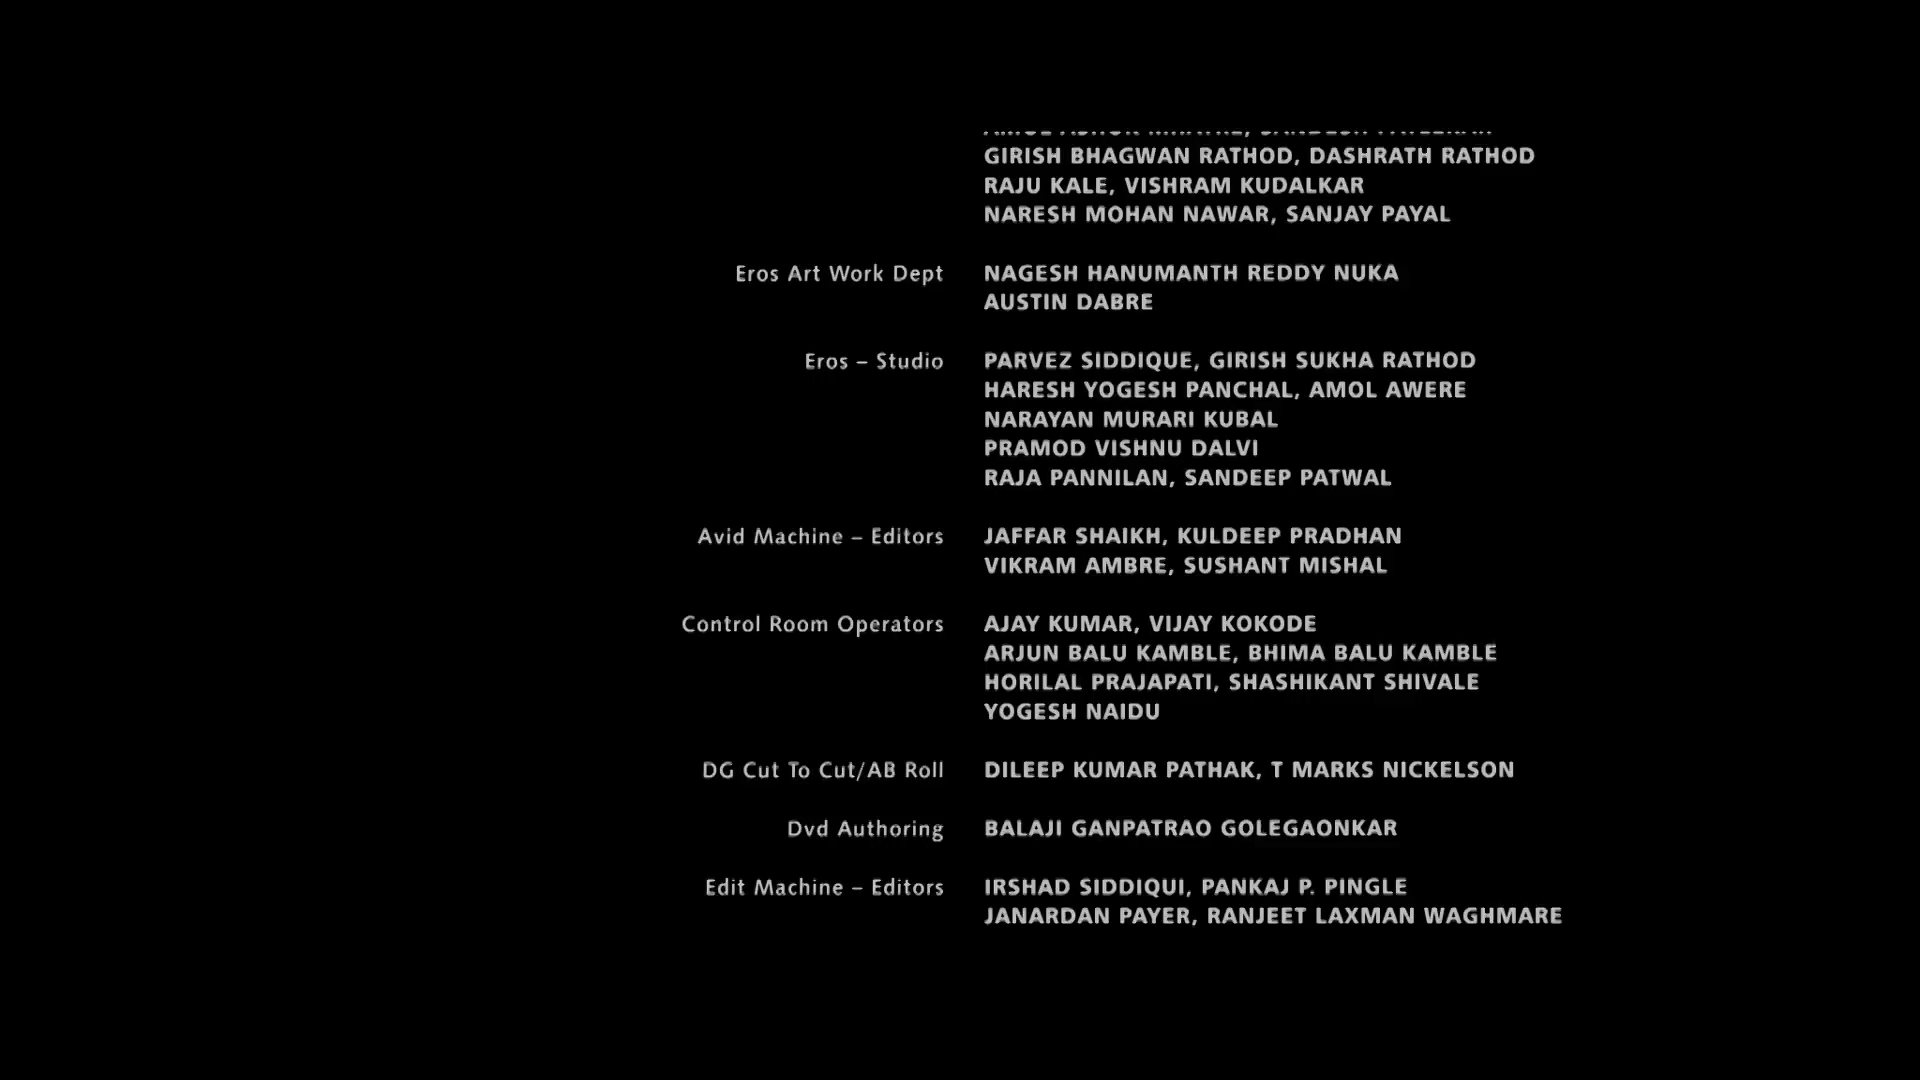 GIRISH BHAGWAN RATHOD, DASHRATH RATHOD
RAJU KALE, VISHRAM KUDALKAR
NARESH MOHAN NAWAR, SANJAY PAYAL
Eros Art Work Dept NAGESH HANUMANTH REDDY NUKA
AUSTIN DABRE
Eros – Studio PARVEZ SIDDIQUE, GIRISH SUKHA RATHOD
HARESH YOGESH PANCHAL, AMOL AWERE
NARAYAN MURARI KUBAL
PRAMOD VISHNU DALVI
RAJA PANNILAN, SANDEEP PATWAL
Avid Machine – Editors JAFFAR SHAIKH, KULDEEP PRADHAN
VIKRAM AMBRE, SUSHANT MISHAL
Control Room Operators AJAY KUMAR, VIJAY KOKODE
ARJUN BALU KAMBLE, BHIMA BALU KAMBLE
HORILAL PRAJAPATI, SHASHIKANT SHIVALE
YOGESH NAIDU
DG Cut To Cut/AB Roll DILEEP KUMAR PATHAK, T MARKS NICKELSON
Dvd Authoring BALAJI GANPATRAO GOLEGAONKAR
Edit Machine – Editors IRSHAD SIDDIQUI, PANKAJ P. PINGLE
JANARDAN PAYER, RANJEET LAXMAN WAGHMARE